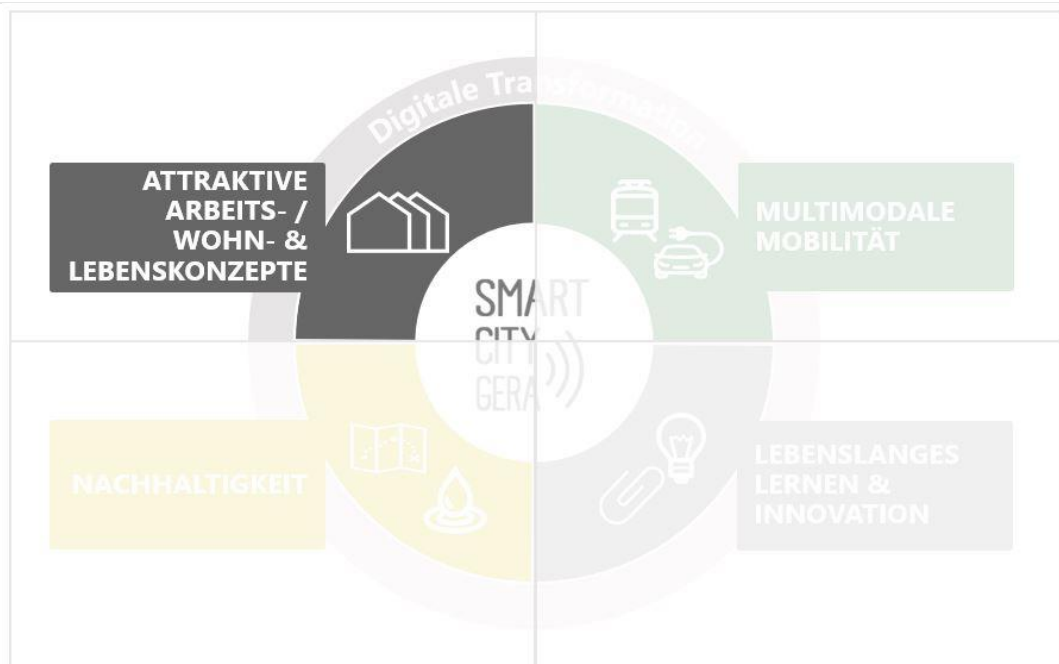 Digitale Transformation
ATTRAKTIVE
ARBEITS- /
WOHN- &
LEBENSKONZEPTE
MULTIMODALE
MOBILITÄT
SMART
CITY
GERA
NACHHALTIGKEIT
LEBENSLANGES
LERNEN &
INNOVATION